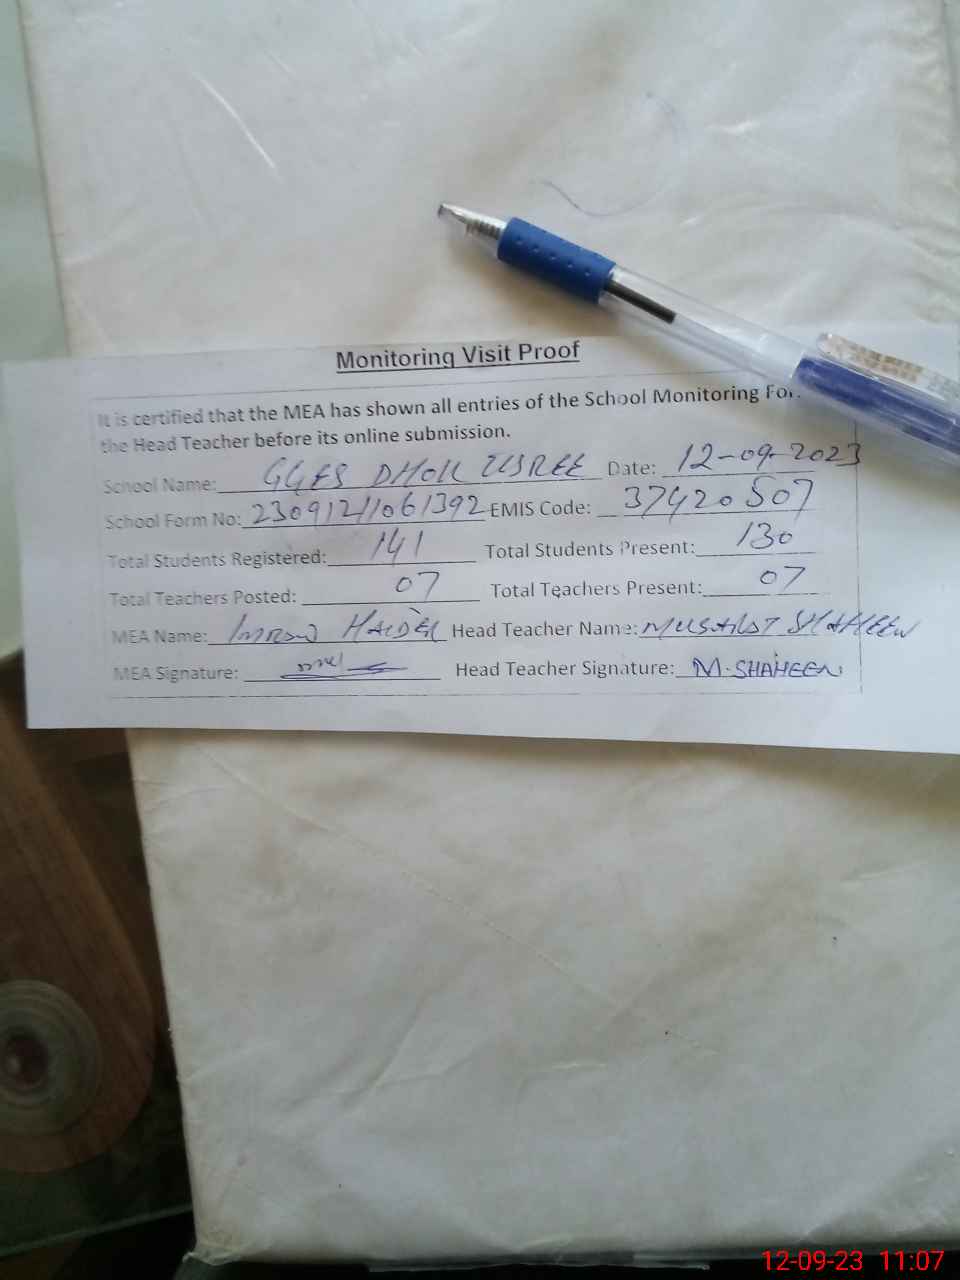 Monitoring Visit Proof
It is certified that the MEA has shown all entries of the School Monitoring For
the Head Teacher before its online submission.
School Name: GGES DHOK Date: 12-09-2023
School Form No: 23091211061392 EMIS Code: 37420507
Total Students Registered: 141 Total Students Present: 130
Total Teachers Posted: 07 Total Teachers Present: 07
MEA Name: IMRAN HAIDER Head Teacher Name: MUSARAT SHAHEEN
MEA Signature: Head Teacher Signature: M. SHAHEEN
12-09-23 11:07